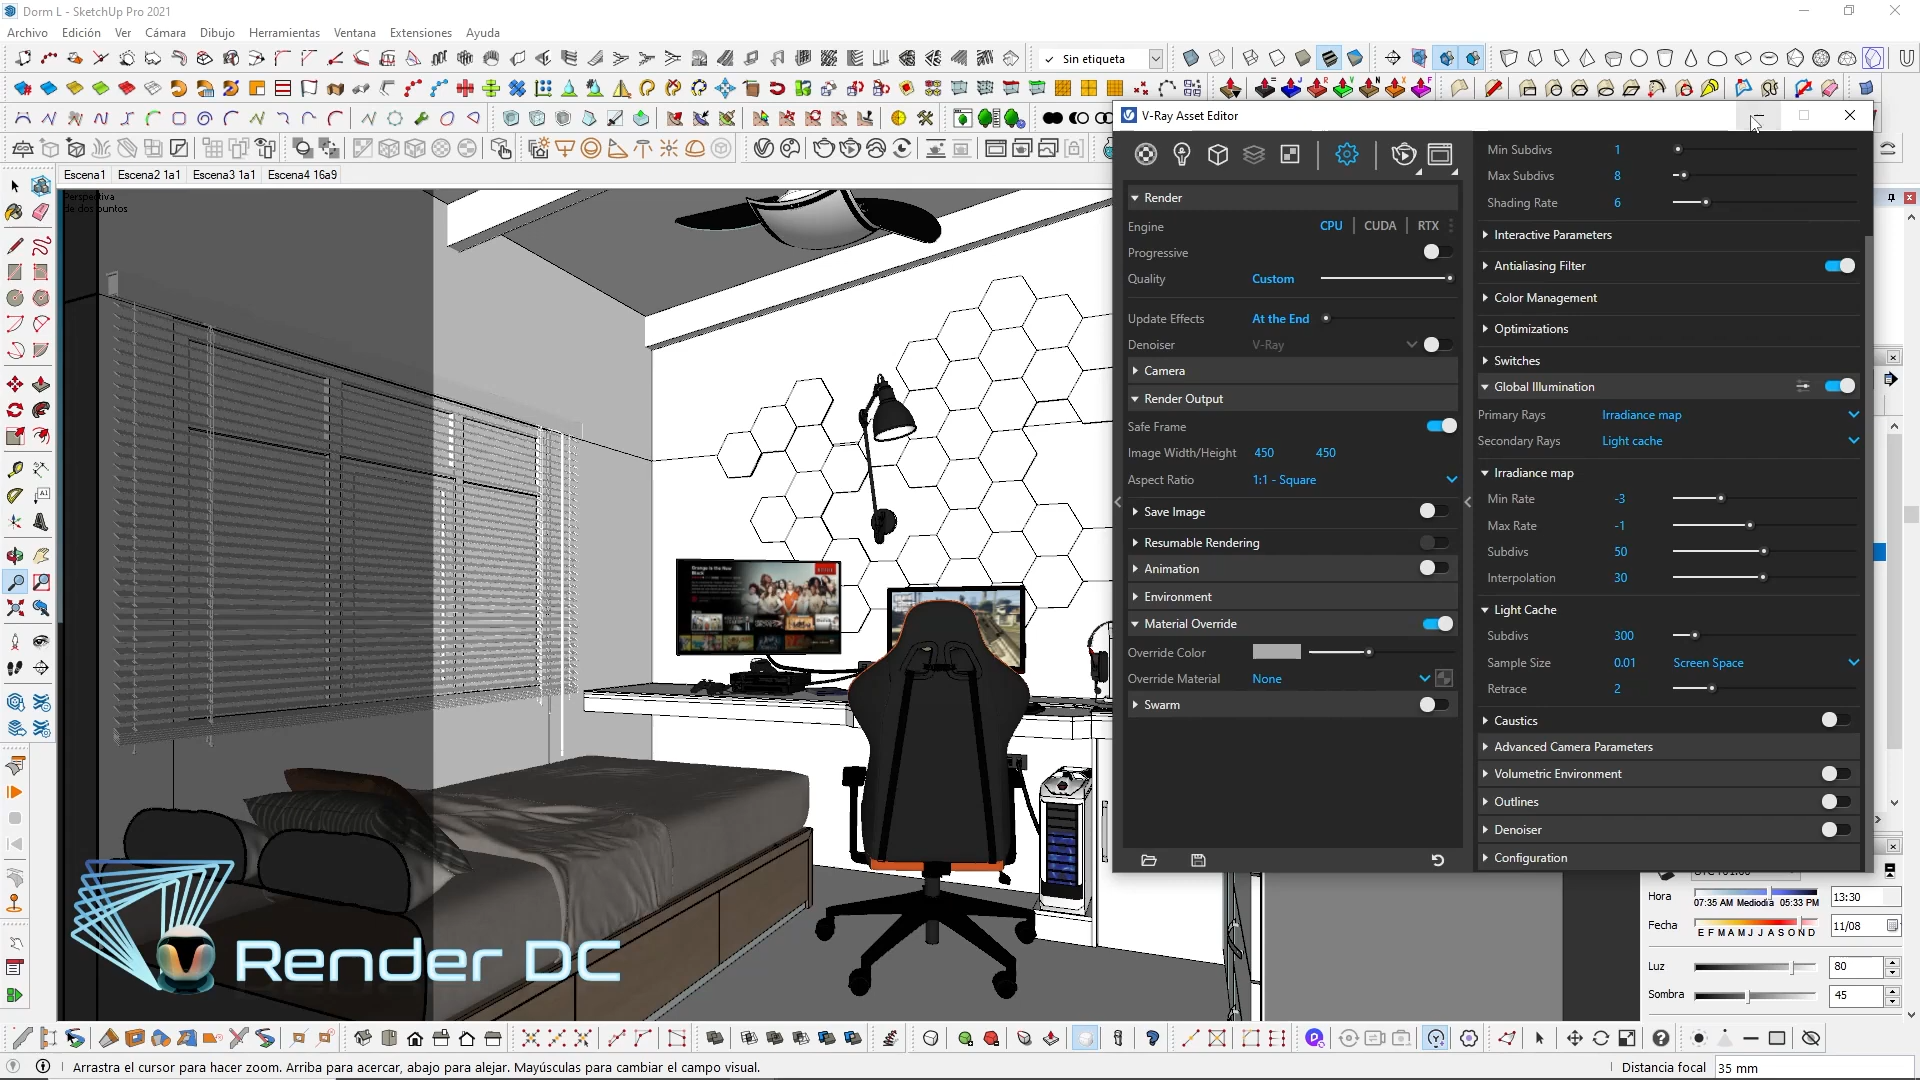 Dorm L - SketchUp Pro 2021
Archivo Edición Ver Cámara Dibujo Herramientas Ventana Extensiones Ayuda
Sin etiqueta
V-Ray Asset Editor
Escena1 Escena2 1a1 Escena3 1a1 Escena4 16a9
Perspectiva
de dos puntos
Render
Engine CPU CUDA RTX
Progressive
Quality Custom
Update Effects At the End
Denoiser V-Ray
Camera
Render Output
Safe Frame
Image Width/Height 450 450
Aspect Ratio 1:1 - Square
Save Image
Resumable Rendering
Animation
Environment
Material Override
Override Color
Override Material None
Swarm
Min Subdivs 1
Max Subdivs 8
Shading Rate 6
Interactive Parameters
Antialiasing Filter
Color Management
Optimizations
Switches
Global Illumination
Primary Rays Irradiance map
Secondary Rays Light cache
Irradiance map
Min Rate -3
Max Rate -1
Subdivs 50
Interpolation 30
Light Cache
Subdivs 300
Sample Size 0.01 Screen Space
Retrace 2
Caustics
Advanced Camera Parameters
Volumetric Environment
Outlines
Denoiser
Configuration
Hora 07:35 AM Mediodía 05:33 PM 13:30
Fecha E F M A M J J A S O N D 11/08
Luz 80
Sombra 45
Render DC
Arrastra el cursor para hacer zoom. Arriba para acercar, abajo para alejar. Mayúsculas para cambiar el campo visual.
Distancia focal 35 mm